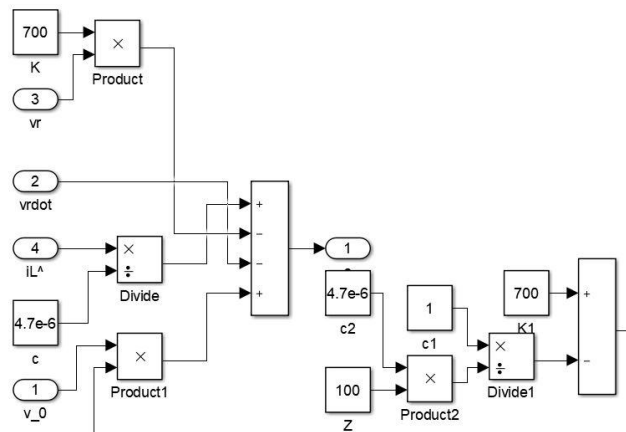 700
×
K
Product
3
vr
2
vrdot
+
−
−
+
4
iL^
×
÷
Divide
4.7e-6
c
×
Product1
1
v_0
1
4.7e-6
c2
1
c1
700
K1
+
−
×
÷
Divide1
100
Z
×
Product2